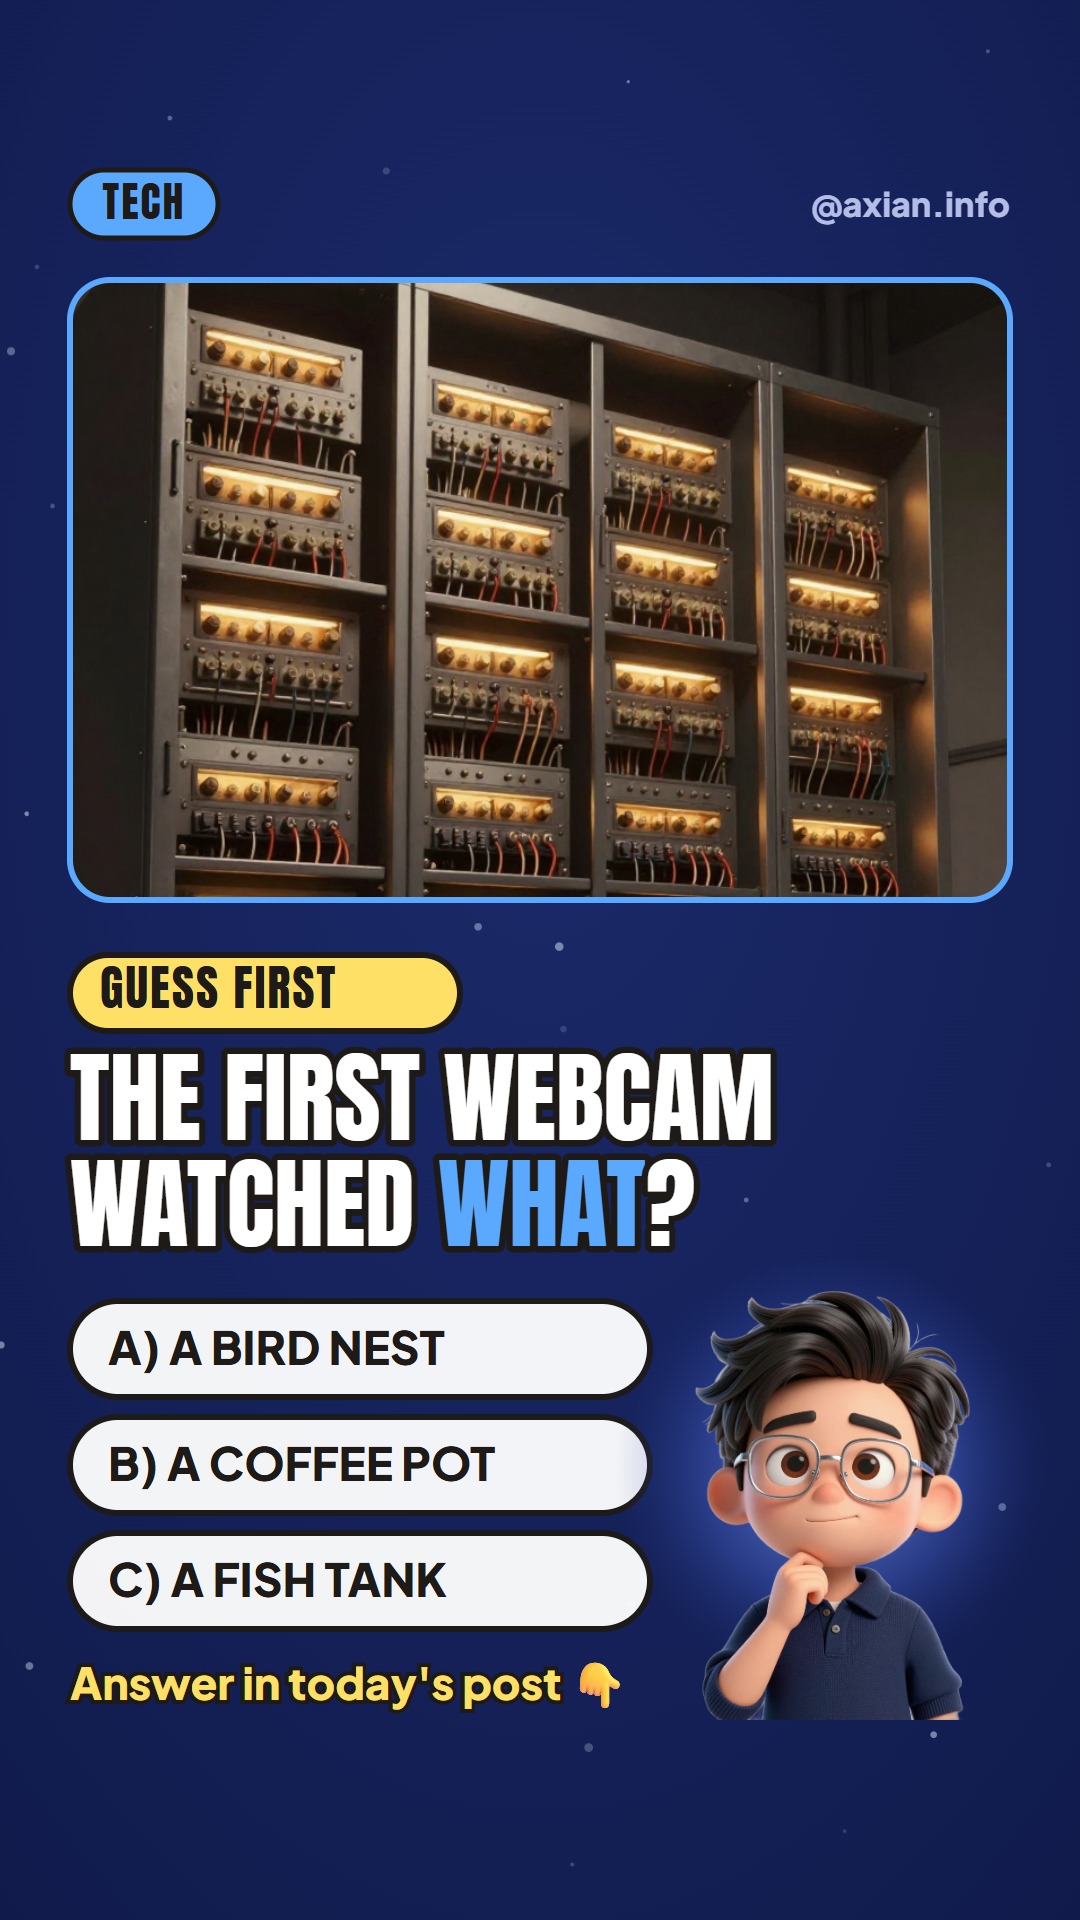 TECH
@axian.info
GUESS FIRST
THE FIRST WEBCAM
WATCHED WHAT?
A) A BIRD NEST
B) A COFFEE POT
C) A FISH TANK
Answer in today's post 👇